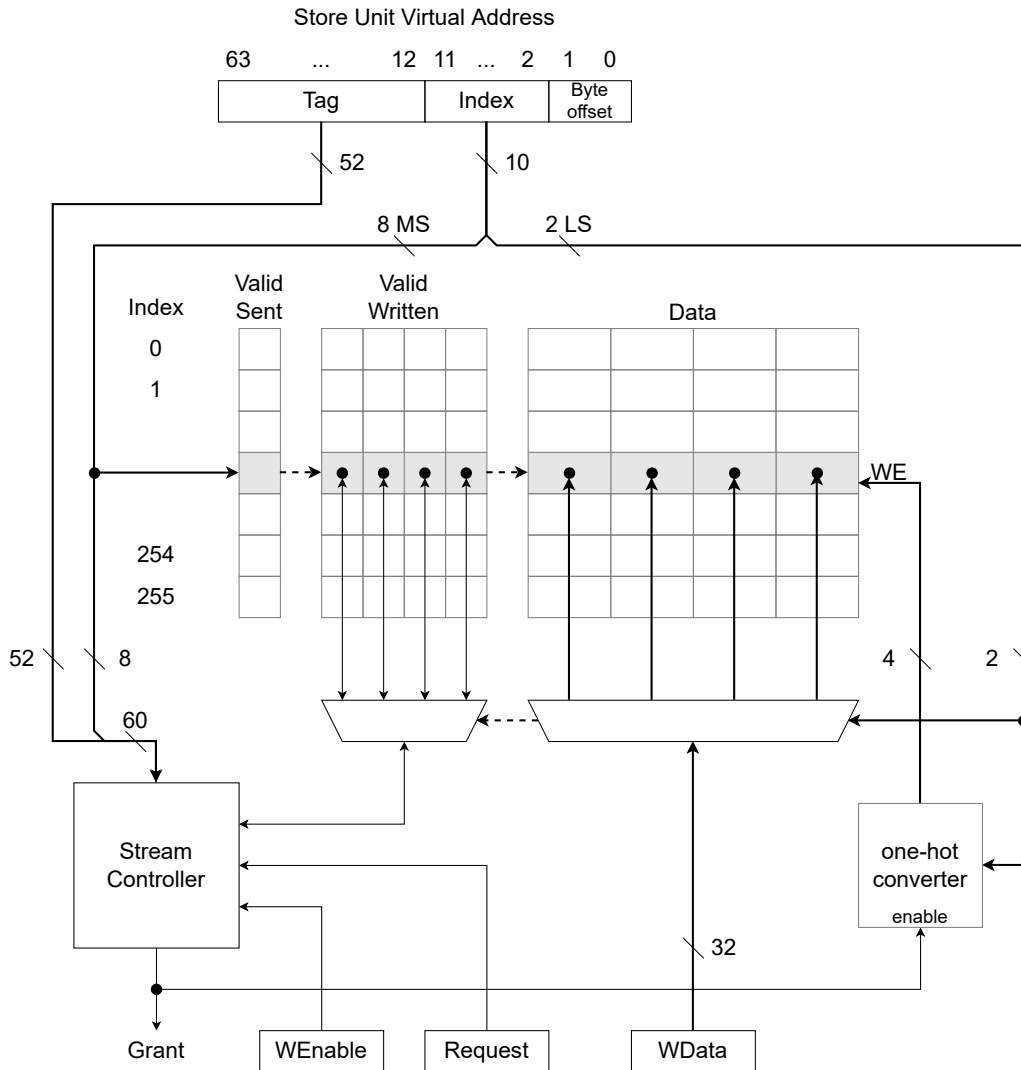 Store Unit Virtual Address
63 ... 12 11 ... 2 1 0
Tag Index Byte
offset
52 10
8 MS 2 LS
Index Valid
Sent Valid
Written Data
0
1
WE
254
255
52 8 4 2
60
Stream
Controller
one-hot
converter
enable
32
Grant WEnable Request WData